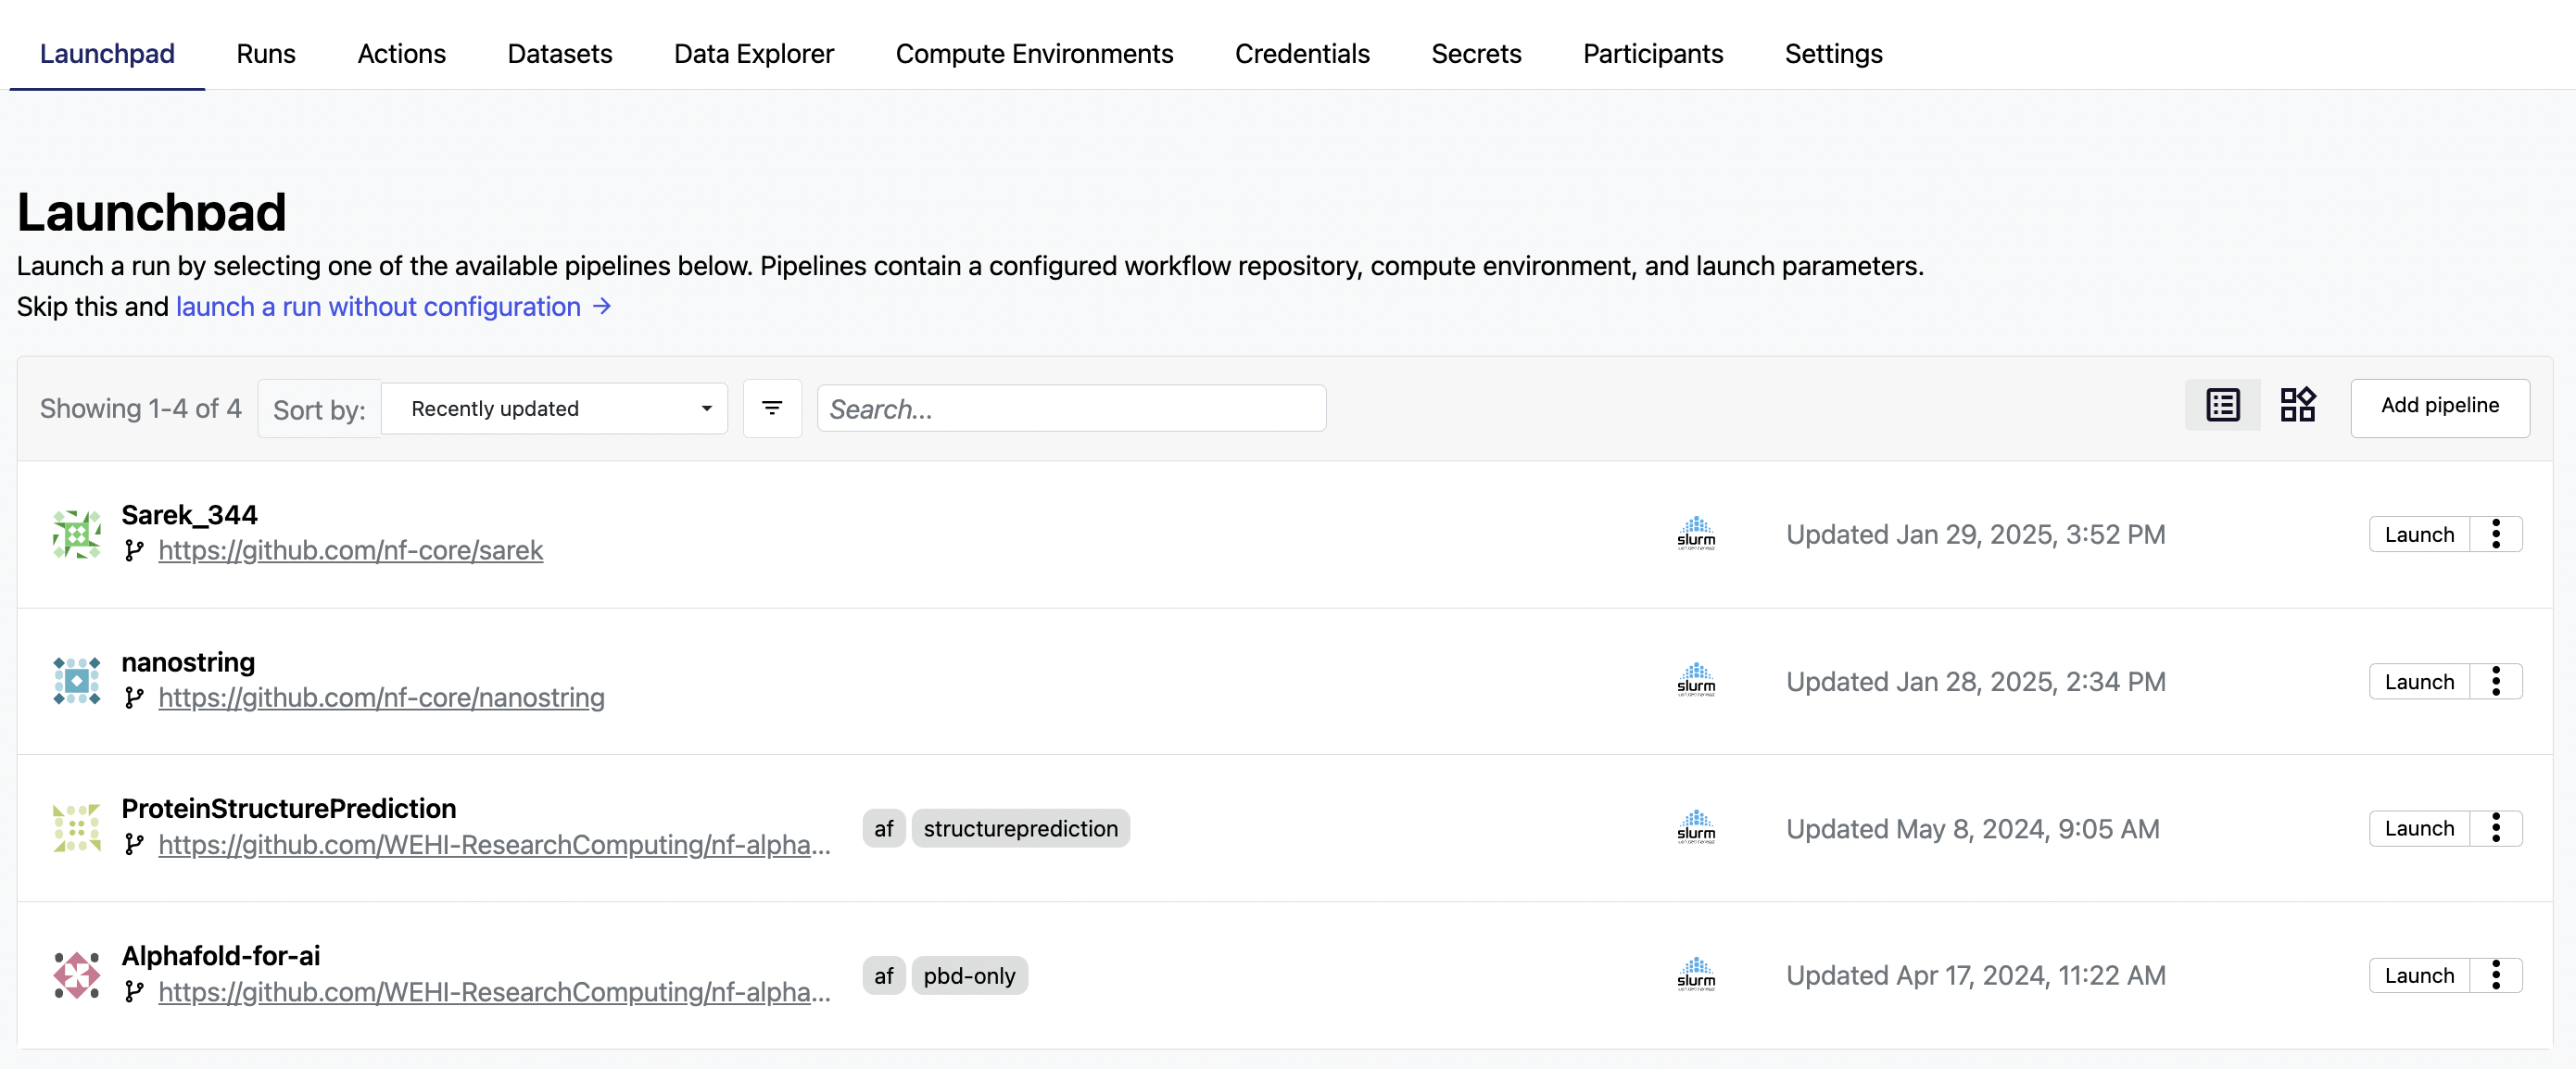 Launchpad Runs Actions Datasets Data Explorer Compute Environments Credentials Secrets Participants Settings
Launchpad
Launch a run by selecting one of the available pipelines below. Pipelines contain a configured workflow repository, compute environment, and launch parameters.
Skip this and launch a run without configuration →
Showing 1-4 of 4 Sort by: Recently updated Search... Add pipeline
Sarek_344
https://github.com/nf-core/sarek
slurm
Updated Jan 29, 2025, 3:52 PM
Launch
nanostring
https://github.com/nf-core/nanostring
slurm
Updated Jan 28, 2025, 2:34 PM
Launch
ProteinStructurePrediction
https://github.com/WEHI-ResearchComputing/nf-alpha...
af structureprediction
slurm
Updated May 8, 2024, 9:05 AM
Launch
Alphafold-for-ai
https://github.com/WEHI-ResearchComputing/nf-alpha...
af pbd-only
slurm
Updated Apr 17, 2024, 11:22 AM
Launch